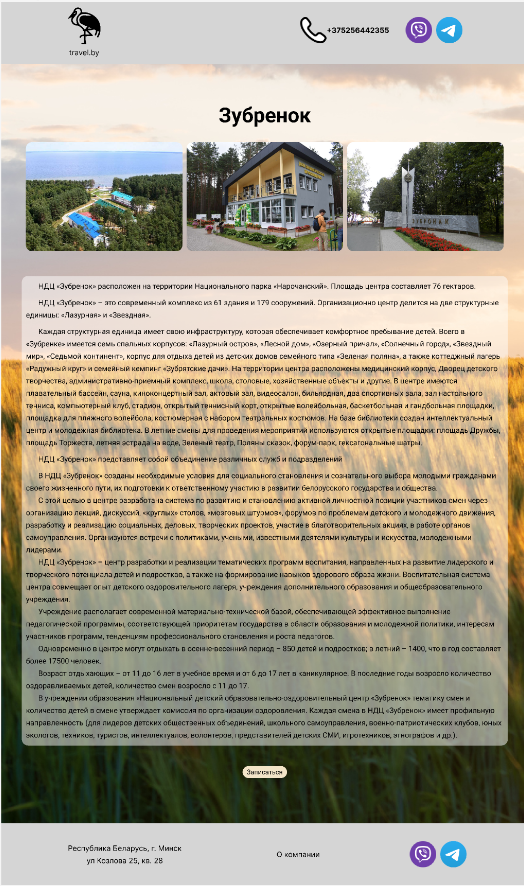 +375256442355
travel.by
Зубренок
НДЦ «Зубренок» расположен на территории Национального парка «Нарочанский». Площадь центра составляет 76 гектаров.
НДЦ «Зубренок» – это современный комплекс из 61 здания и 179 сооружений. Организационно центр делится на две структурные
единицы: «Лазурная» и «Звездная».
Каждая структурная единица имеет свою инфраструктуру, которая обеспечивает комфортное пребывание детей. Всего в
«Зубренке» имеется семь спальных корпусов: «Лазурный остров», «Лесной дом», «Озерный причал», «Солнечный город», «Звездный
мир», «Седьмой континент», корпус для отдыха детей из детских домов семейного типа «Зеленая поляна», а также коттеджный лагерь
«Радужный круг» и семейный кемпинг «Зубрятские дачи». На территории центра расположены медицинский корпус, Дворец детского
творчества, административно-приемный комплекс, школа, столовые, хозяйственные объекты и другие. В центре имеются
плавательный бассейн, сауна, киноконцертный зал, актовый зал, видеосалон, бильярдная, два спортивных зала, зал настольного
тенниса, компьютерный клуб, стадион, открытый теннисный корт, открытые волейбольная, баскетбольная и гандбольная площадки,
площадка для пляжного волейбола, костюмерная с набором театральных костюмов. На базе библиотеки создан интеллектуальный
центр и молодежная библиотека. В летние смены для проведения мероприятий используются открытые площадки: площадь Дружбы,
площадь Торжеств, летняя эстрада на воде, Зеленый театр, Поляны сказок, форум-парк, гексагональные шатры.
НДЦ «Зубренок» представляет собой объединение различных служб и подразделений
В НДЦ «Зубренок» созданы необходимые условия для социального становления и сознательного выбора молодыми гражданами
своего жизненного пути, их подготовки к ответственному участию в развитии белорусского государства и общества.
С этой целью в центре разработана система по развитию и становлению активной личностной позиции участников смен через
организацию лекций, дискуссий, «круглых» столов, «мозговых штурмов», форумов по проблемам детского и молодежного движения,
разработку и реализацию социальных, деловых, творческих проектов, участие в благотворительных акциях, в работе органов
самоуправления. Организуются встречи с политиками, учеными, известными деятелями культуры и искусства, молодежными
лидерами.
НДЦ «Зубренок» – центр разработки и реализации тематических программ воспитания, направленных на развитие лидерского и
творческого потенциала детей и подростков, а также на формирование навыков здорового образа жизни. Воспитательная система
центра совмещает опыт детского оздоровительного лагеря, учреждения дополнительного образования и общеобразовательного
учреждения.
Учреждение располагает современной материально-технической базой, обеспечивающей эффективное выполнение
педагогической программы, соответствующей приоритетам государства в области образования и молодежной политики, интересам
участников программ, тенденциям профессионального становления и роста педагогов.
Одновременно в центре могут отдыхать в осенне-весенний период – 850 детей и подростков; в летний – 1400, что в год составляет
более 17500 человек.
Возраст отдыхающих – от 11 до 16 лет в учебное время и от 6 до 17 лет в каникулярное. В последние годы возросло количество
оздоравливаемых детей, количество смен возросло с 11 до 17.
В учреждении образования «Национальный детский образовательно-оздоровительный центр «Зубренок» тематику смен и
количество детей в смене утверждает комиссия по организации оздоровления. Каждая смена в НДЦ «Зубренок» имеет профильную
направленность (для лидеров детских общественных объединений, школьного самоуправления, военно-патриотических клубов, юных
экологов, техников, туристов, интеллектуалов, волонтеров, представителей детских СМИ, игротехников, этнографов и др.).
Записаться
Республика Беларусь, г. Минск
ул Козлова 25, кв. 28
О компании